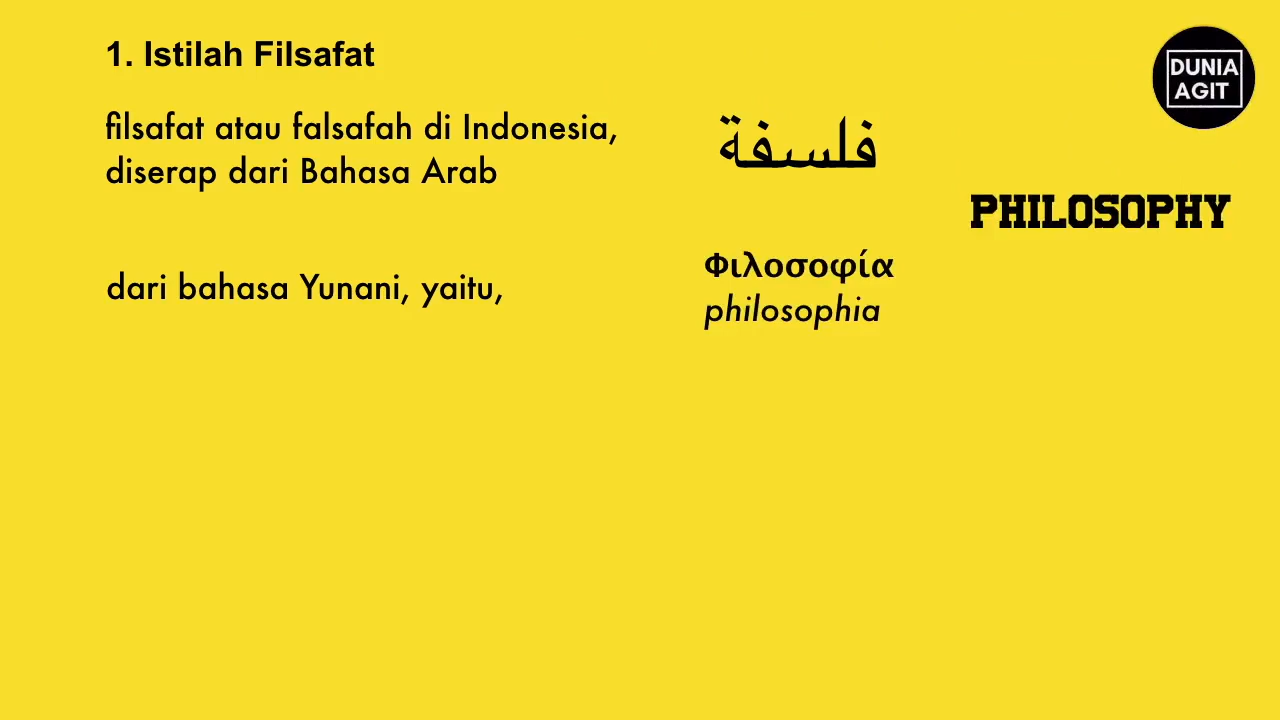 1. Istilah Filsafat
DUNIA
AGIT
filsafat atau falsafah di Indonesia,
diserap dari Bahasa Arab
فلسفة
PHILOSOPHY
dari bahasa Yunani, yaitu,
Φιλοσοφία
philosophia